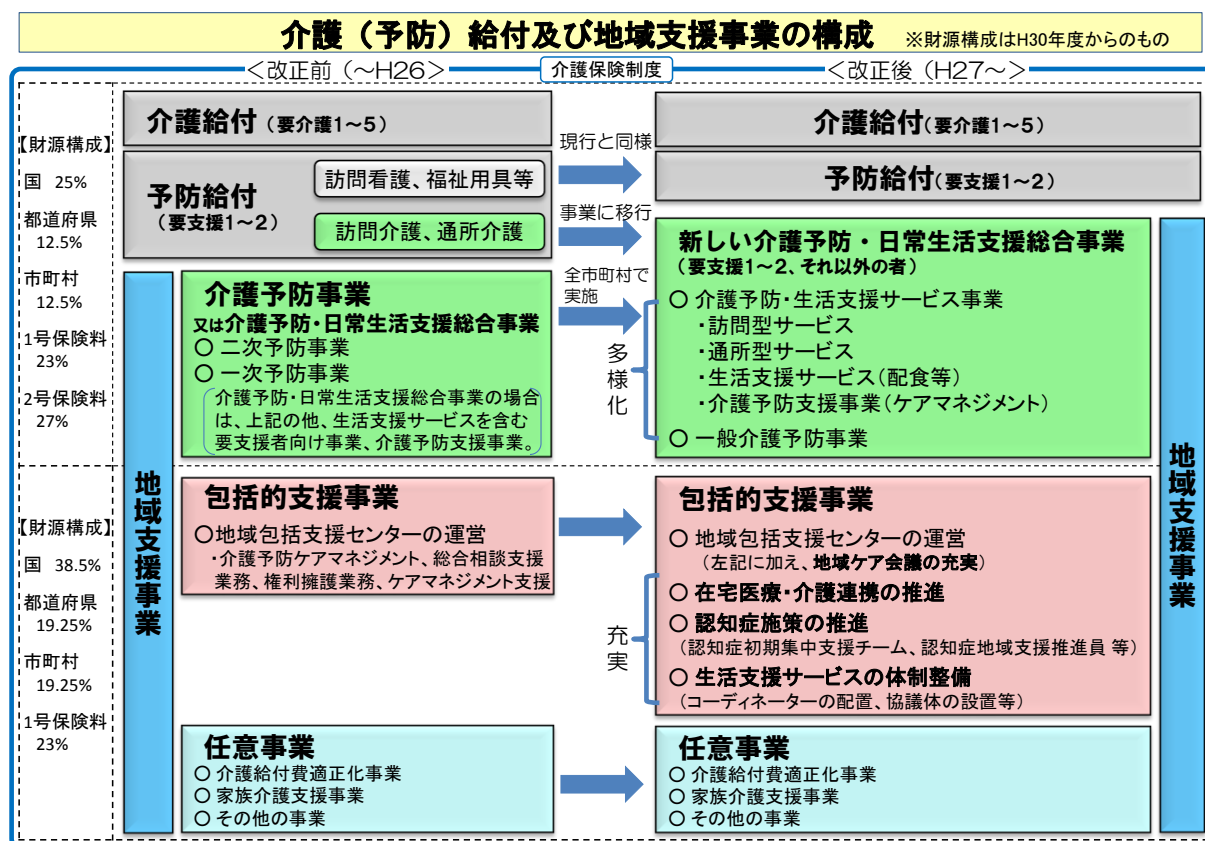 介護（予防）給付及び地域支援事業の構成 ※財源構成はH30年度からのもの
＜改正前（～H26＞
介護保険制度
＜改正後（H27～＞
【財源構成】
国 25%
都道府県
12.5%
市町村
12.5%
1号保険料
23%
2号保険料
27%
介護給付（要介護1～5）
予防給付
（要支援1～2）
訪問看護、福祉用具等
訪問介護、通所介護
現行と同様
事業に移行
全市町村で
実施
介護給付（要介護1～5）
予防給付（要支援1～2）
介護予防事業
又は介護予防・日常生活支援総合事業
○ 二次予防事業
○ 一次予防事業
介護予防・日常生活支援総合事業の場合
は、上記の他、生活支援サービスを含む
要支援者向け事業、介護予防支援事業。
多様化
新しい介護予防・日常生活支援総合事業
（要支援1～2、それ以外の者）
○ 介護予防・生活支援サービス事業
・訪問型サービス
・通所型サービス
・生活支援サービス（配食等）
・介護予防支援事業（ケアマネジメント）
○ 一般介護予防事業
【財源構成】
国 38.5%
都道府県
19.25%
市町村
19.25%
1号保険料
23%
地域支援事業
包括的支援事業
○地域包括支援センターの運営
・介護予防ケアマネジメント、総合相談支援
業務、権利擁護業務、ケアマネジメント支援
充実
包括的支援事業
○ 地域包括支援センターの運営
（左記に加え、地域ケア会議の充実）
○ 在宅医療・介護連携の推進
○ 認知症施策の推進
（認知症初期集中支援チーム、認知症地域支援推進員 等）
○ 生活支援サービスの体制整備
（コーディネーターの配置、協議体の設置等）
地域支援事業
任意事業
○ 介護給付費適正化事業
○ 家族介護支援事業
○ その他の事業
任意事業
○ 介護給付費適正化事業
○ 家族介護支援事業
○ その他の事業